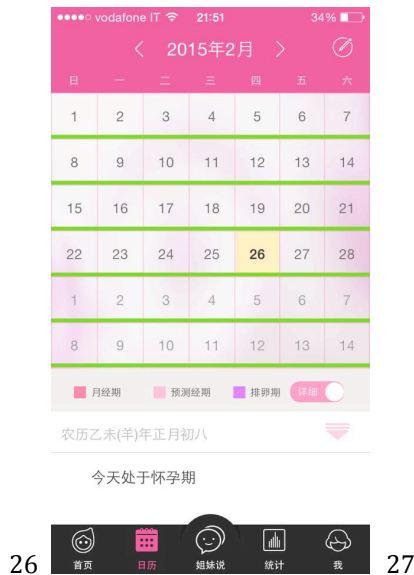 vodafone IT 21:51 34%
< 2015年2月 >
日 一 二 三 四 五 六
1 2 3 4 5 6 7
8 9 10 11 12 13 14
15 16 17 18 19 20 21
22 23 24 25 26 27 28
1 2 3 4 5 6 7
8 9 10 11 12 13 14
月经期 预测经期 排卵期 详细
农历乙未(羊)年正月初八
今天处于怀孕期
首页 日历 姐妹说 统计 我
26 27